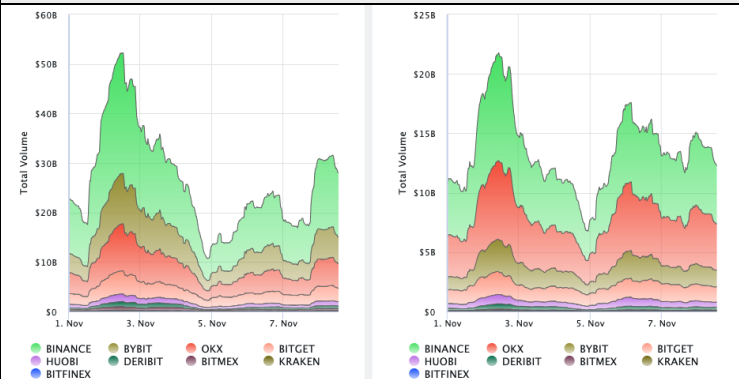 $60B
$50B
$40B
$30B
$20B
$10B
$0
Total Volume
1. Nov 3. Nov 5. Nov 7. Nov
BINANCE BYBIT OKX BITGET
HUOBI DERIBIT BITMEX KRAKEN
BITFINEX
$25B
$20B
$15B
$10B
$5B
$0
Total Volume
1. Nov 3. Nov 5. Nov 7. Nov
BINANCE OKX BYBIT BITGET
HUOBI DERIBIT BITMEX KRAKEN
BITFINEX